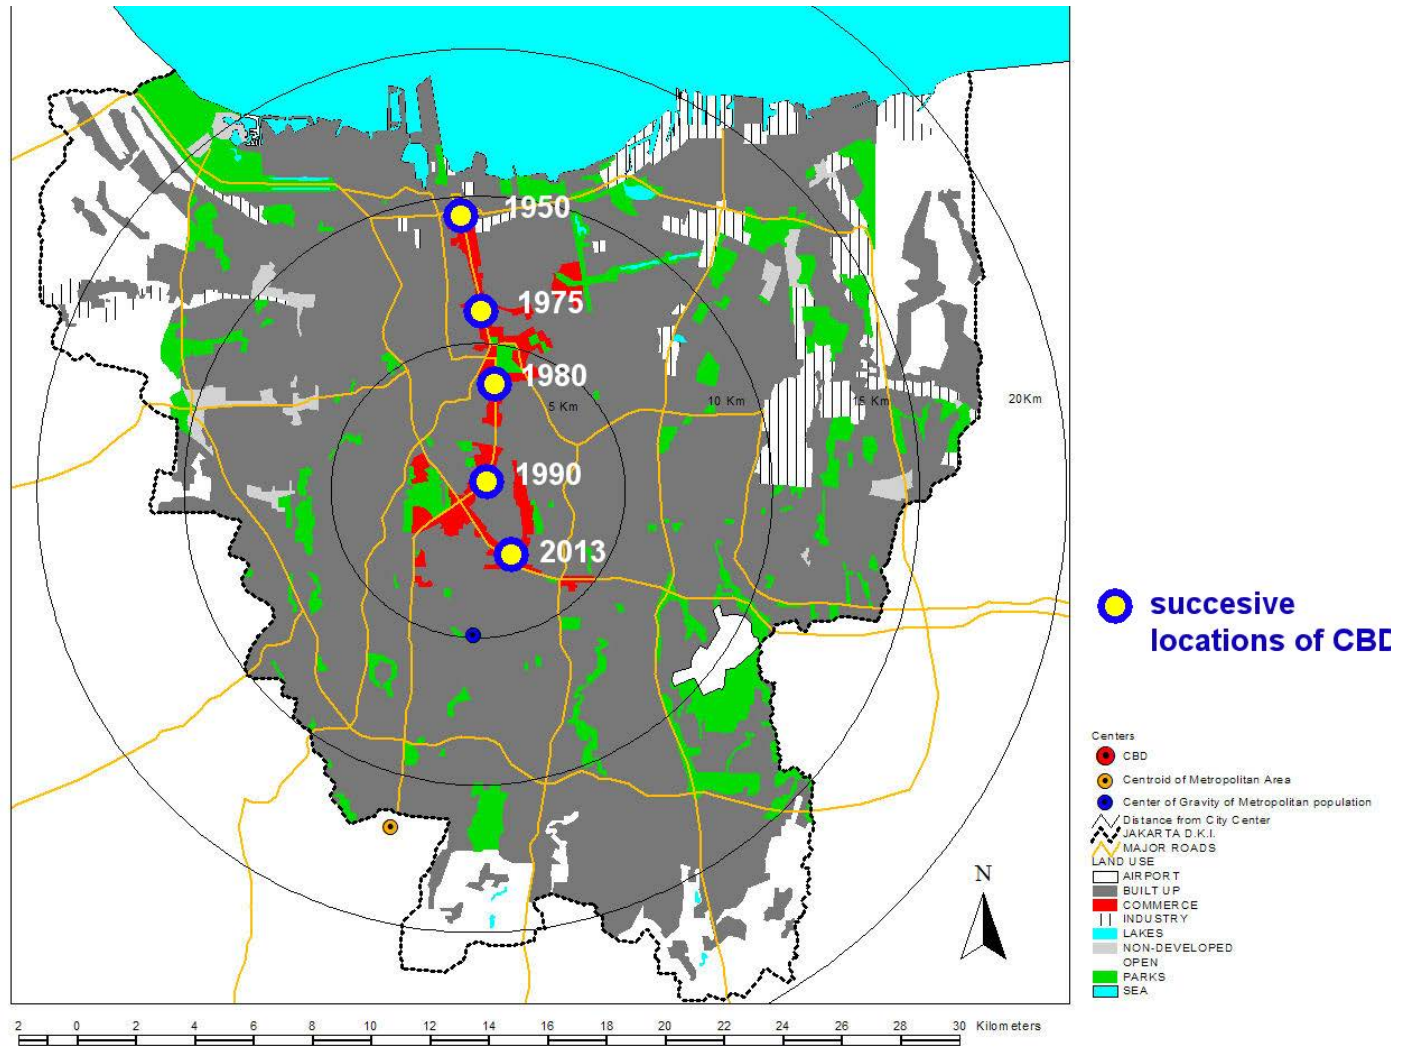 1950
1975
1980
5 Km
10 Km
15 Km
20Km
1990
2013
succesive
locations of CBD
Centers
CBD
Centroid of Metropolitan Area
Center of Gravity of Metropolitan population
Distance from City Center
JAKARTA D.K.I.
MAJOR ROADS
LAND USE
AIRPORT
BUILT UP
COMMERCE
INDUSTRY
LAKES
NON-DEVELOPED
OPEN
PARKS
SEA
N
2 0 2 4 6 8 10 12 14 16 18 20 22 24 26 28 30 Kilometers